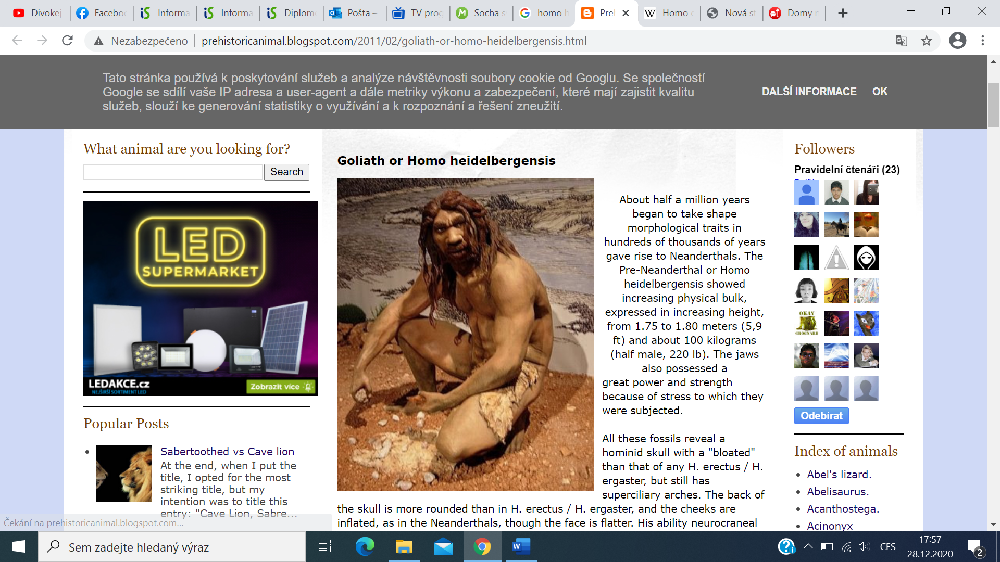 Divokej
Faceboo
Informa
Informa
Diplomo
Pošta –
TV prog
Socha s
homo h
Preh
Homo e
Nová st
Domy n
Nezabezpečeno
prehistoricanimal.blogspot.com/2011/02/goliath-or-homo-heidelbergensis.html
Tato stránka používá k poskytování služeb a analýze návštěvnosti soubory cookie od Googlu. Se společností
Google se sdílí vaše IP adresa a user-agent a dále metriky výkonu a zabezpečení, které mají zajistit kvalitu
služeb, slouží ke generování statistiky o využívání a k rozpoznání a řešení zneužití.
DALŠÍ INFORMACE
OK
What animal are you looking for?
Search
LED
SUPERMARKET
LEDAKCE.cz
NEJŠIRŠÍ SORTIMENT LED
Zobrazit více
Popular Posts
Sabertoothed vs Cave lion
At the end, when I put the
title, I opted for the most
striking title, but my
intention was to title this
entry: "Cave Lion, Sabre...
Čekání na prehistoricanimal.blogspot.com...
Goliath or Homo heidelbergensis
About half a million years
began to take shape
morphological traits in
hundreds of thousands of years
gave rise to Neanderthals. The
Pre-Neanderthal or Homo
heidelbergensis showed
increasing physical bulk,
expressed in increasing height,
from 1.75 to 1.80 meters (5,9
ft) and about 100 kilograms
(half male, 220 lb). The jaws
also possessed a
great power and strength
because of stress to which they
were subjected.
All these fossils reveal a
hominid skull with a "bloated"
than that of any H. erectus / H.
ergaster, but still has
superciliary arches. The back of
the skull is more rounded than in H. erectus / H. ergaster, and the cheeks are
inflated, as in the Neanderthals, though the face is flatter. His ability neurocraneal
Followers
Pravidelní čtenáři (23)
OKAY
GROGNARD
Odebírat
Index of animals
Abel's lizard.
Abelisaurus.
Acanthostega.
Acinonyx
Sem zadejte hledaný výraz
CES
17:57
28.12.2020
2